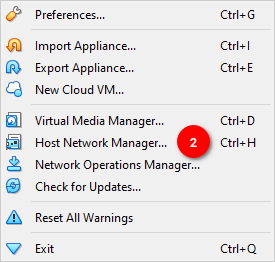 Preferences... Ctrl+G
Import Appliance... Ctrl+I
Export Appliance... Ctrl+E
New Cloud VM...
Virtual Media Manager... Ctrl+D
Host Network Manager... 2 Ctrl+H
Network Operations Manager...
Check for Updates...
Reset All Warnings
Exit Ctrl+Q